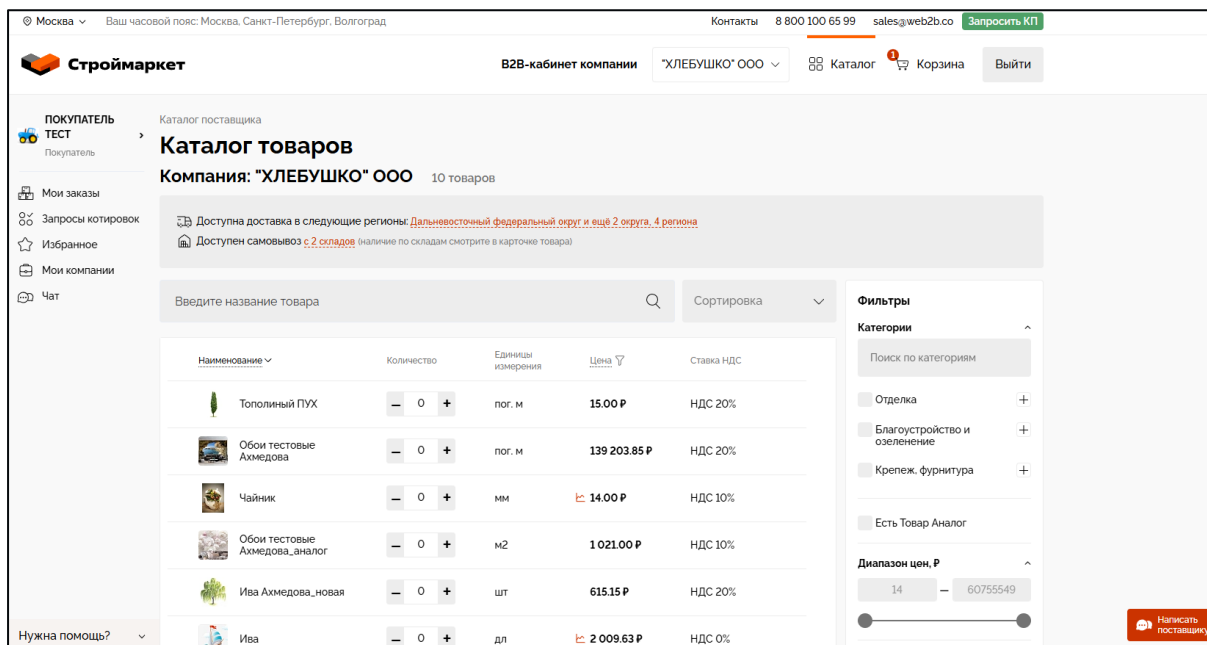 Москва
Ваш часовой пояс: Москва, Санкт-Петербург, Волгоград
Контакты
8 800 100 65 99
sales@web2b.co
Запросить КП
Строймаркет
B2B-кабинет компании
"ХЛЕБУШКО" ООО
Каталог
1
Корзина
Выйти
ПОКУПАТЕЛЬ
ТЕСТ
Покупатель
Мои заказы
Запросы котировок
Избранное
Мои компании
Чат
Нужна помощь?
Каталог поставщика
Каталог товаров
Компания: "ХЛЕБУШКО" ООО 10 товаров
Доступна доставка в следующие регионы: Дальневосточный федеральный округ и ещё 2 округа, 4 региона
Доступен самовывоз с 2 складов (наличие по складам смотрите в карточке товара)
Введите название товара
Сортировка
Наименование
Количество
Единицы
измерения
Цена
Ставка НДС
Тополиный ПУХ
0
пог. м
15.00 ₽
НДС 20%
Обои тестовые
Ахмедова
0
пог. м
139 203.85 ₽
НДС 20%
Чайник
0
мм
14.00 ₽
НДС 10%
Обои тестовые
Ахмедова_аналог
0
м2
1 021.00 ₽
НДС 10%
Ива Ахмедова_новая
0
шт
615.15 ₽
НДС 20%
Ива
0
дл
2 009.63 ₽
НДС 0%
Фильтры
Категории
Поиск по категориям
Отделка
Благоустройство и
озеленение
Крепеж, фурнитура
Есть Товар Аналог
Диапазон цен, ₽
14 — 60755549
Написать
поставщику